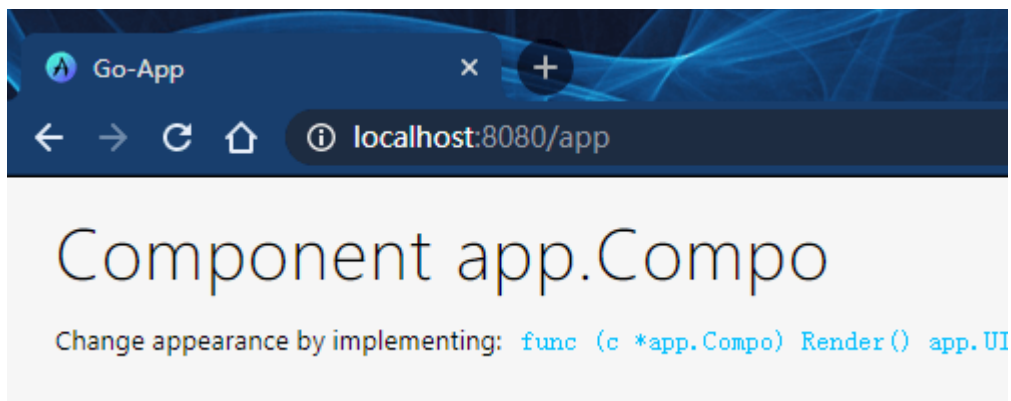 Go-App
localhost:8080/app
Component app.Compo
Change appearance by implementing: func (c *app.Compo) Render() app.UI